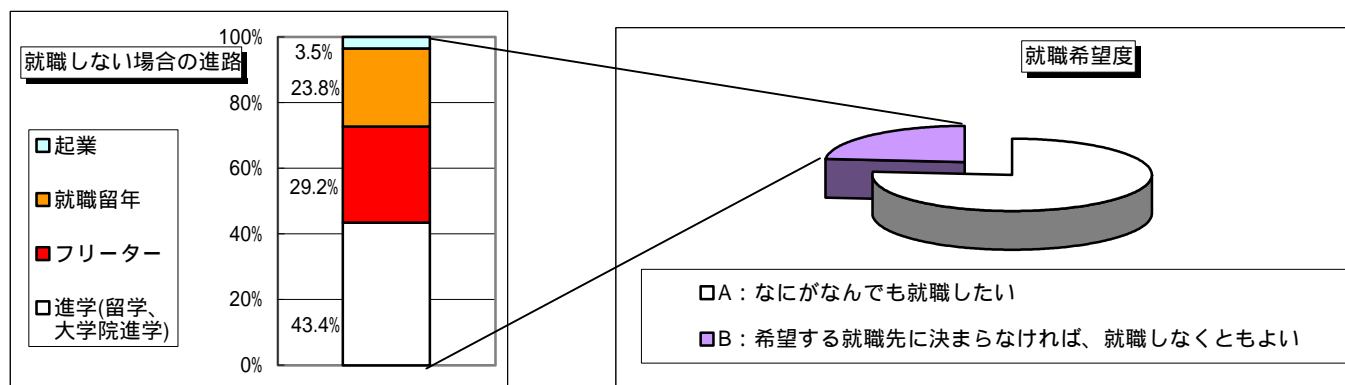 就職しない場合の進路
100%
80%
60%
40%
20%
0%
3.5%
23.8%
29.2%
43.4%
起業
就職留年
フリーター
進学(留学、
大学院進学)
就職希望度
A：なにがなんでも就職したい
B：希望する就職先に決まらなければ、就職しなくともよい